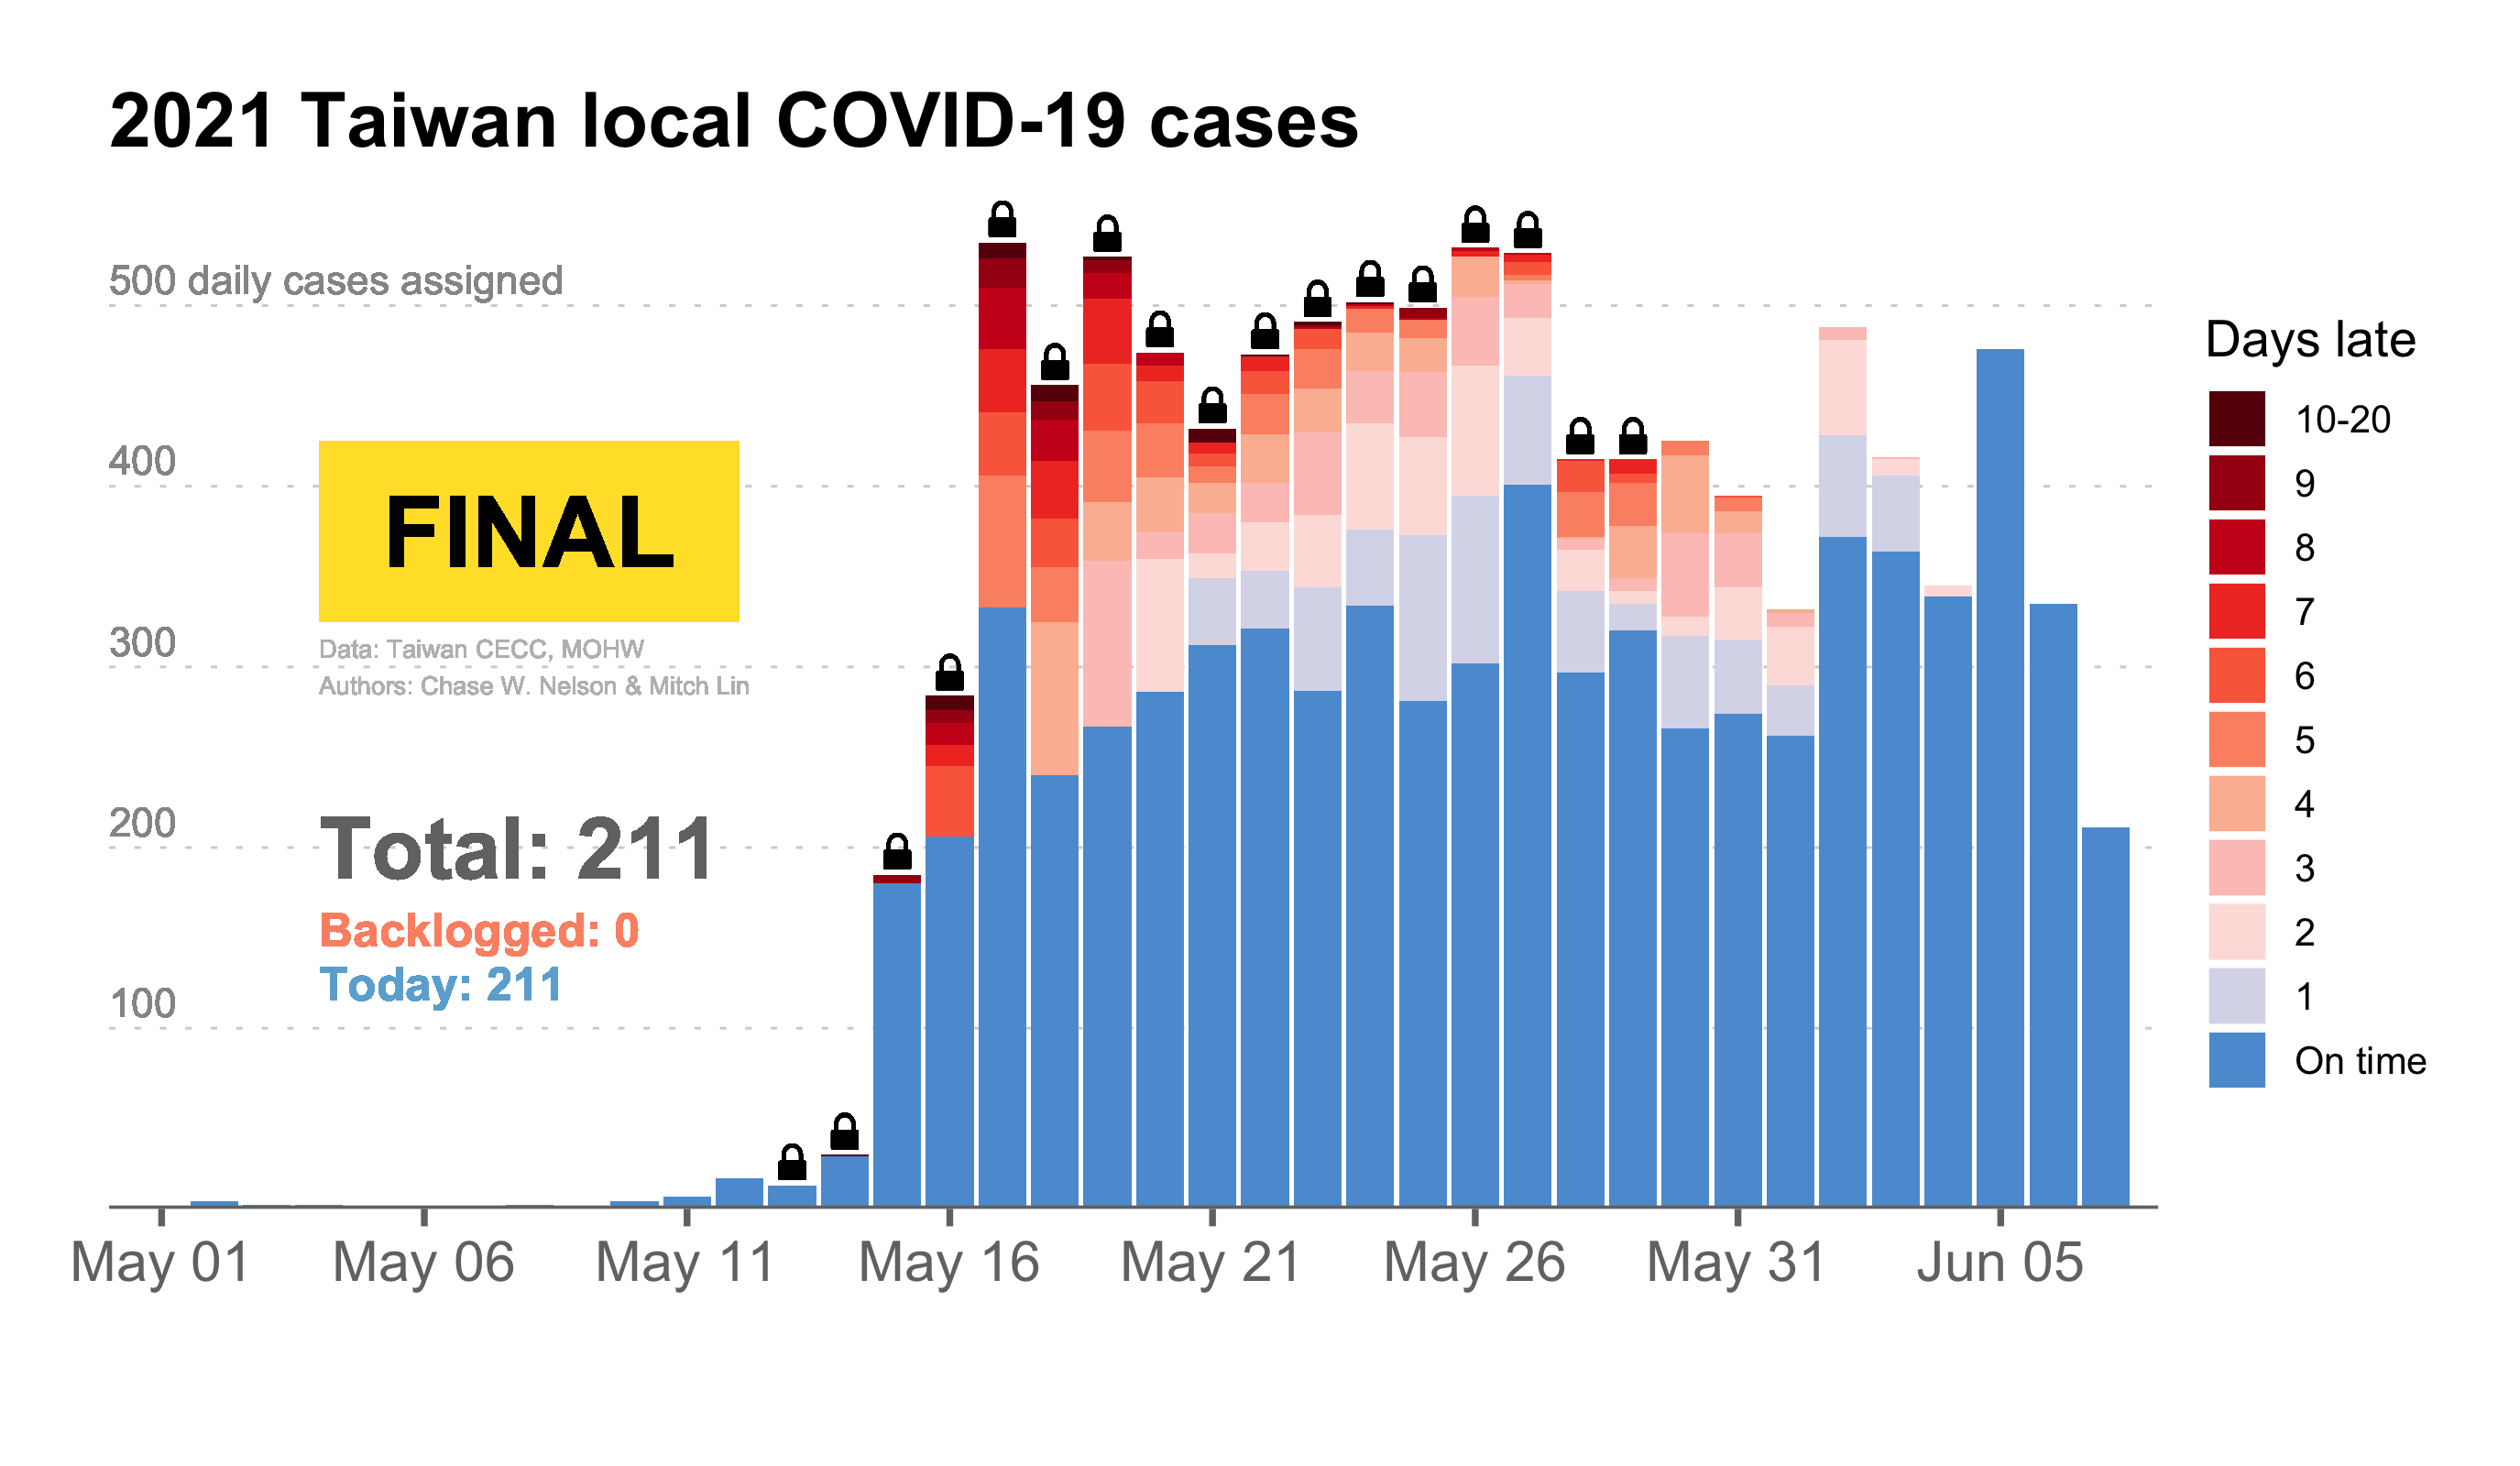 2021 Taiwan local COVID-19 cases
500 daily cases assigned
400
300
200
100
FINAL
Data: Taiwan CECC, MOHW
Authors: Chase W. Nelson & Mitch Lin
Total: 211
Backlogged: 0
Today: 211
May 01
May 06
May 11
May 16
May 21
May 26
May 31
Jun 05
Days late
10-20
9
8
7
6
5
4
3
2
1
On time